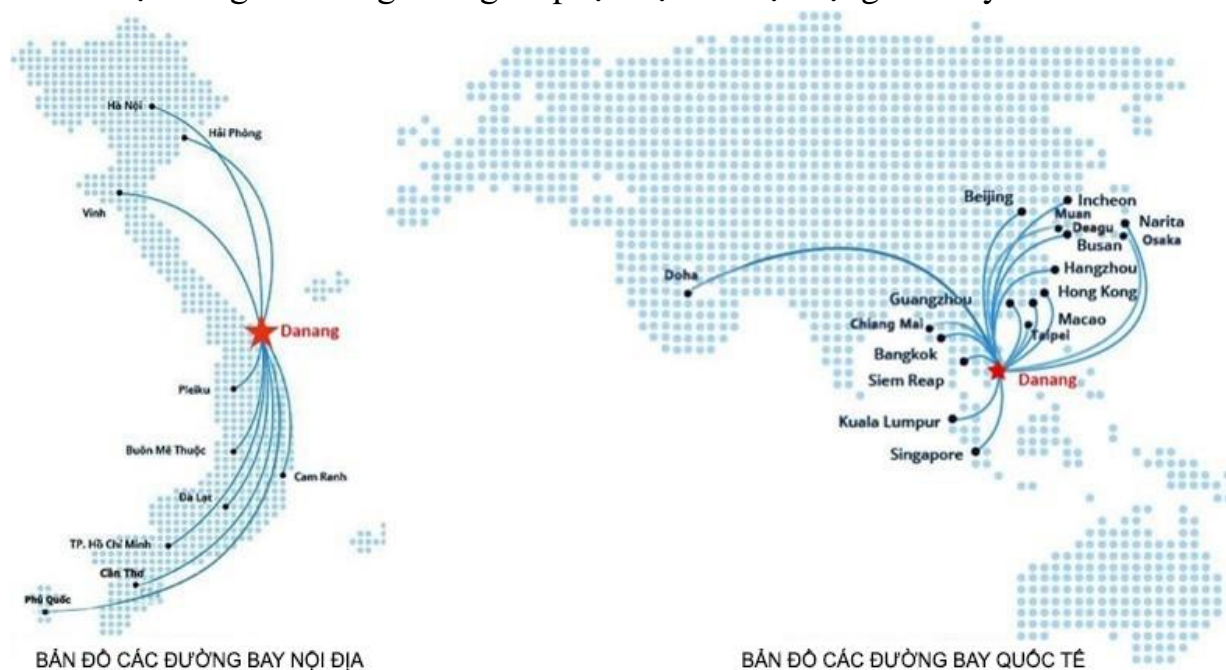 Hà Nội
Hải Phòng
Vinh
Danang
Pleiku
Buôn Mê Thuộc
Cam Ranh
Đà Lạt
TP. Hồ Chí Minh
Cần Thơ
Phú Quốc
BẢN ĐỒ CÁC ĐƯỜNG BAY NỘI ĐỊA
Beijing
Incheon
Muan
Deagu
Narita
Busan
Osaka
Hangzhou
Doha
Guangzhou
Hong Kong
Chiang Mai
Macao
Taipei
Bangkok
Siem Reap
Danang
Kuala Lumpur
Singapore
BẢN ĐỒ CÁC ĐƯỜNG BAY QUỐC TẾ